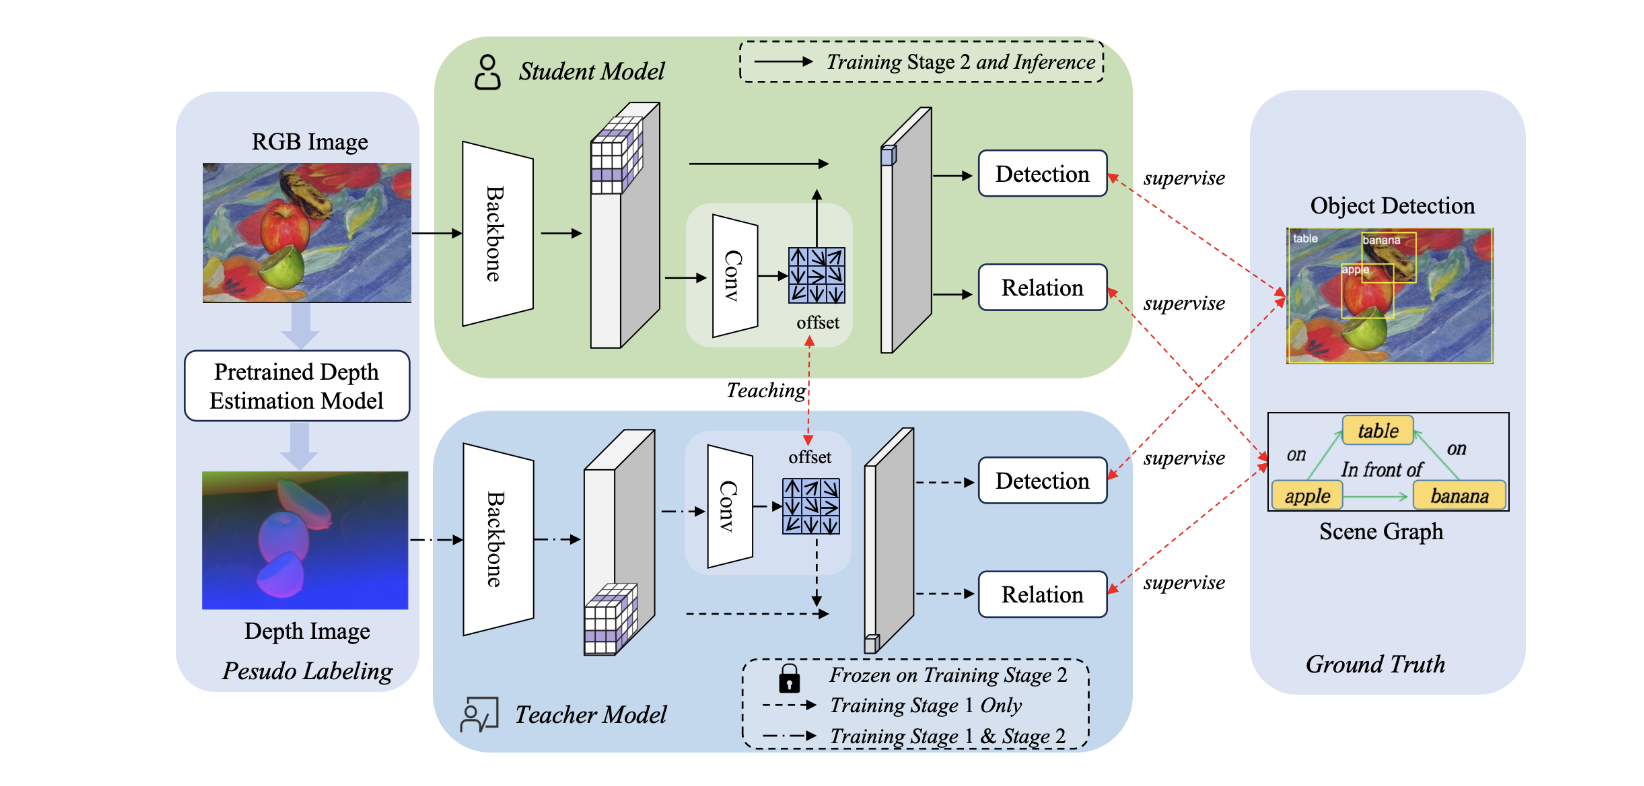 RGB Image
Pretrained Depth
Estimation Model
Depth Image
Pesudo Labeling
Student Model
Training Stage 2 and Inference
Backbone
Conv
offset
Detection
Relation
Teaching
Backbone
Conv
offset
Detection
Relation
Teacher Model
Frozen on Training Stage 2
Training Stage 1 Only
Training Stage 1 & Stage 2
supervise
supervise
supervise
supervise
Object Detection
table
banana
apple
table
on
on
In front of
apple
banana
Scene Graph
Ground Truth